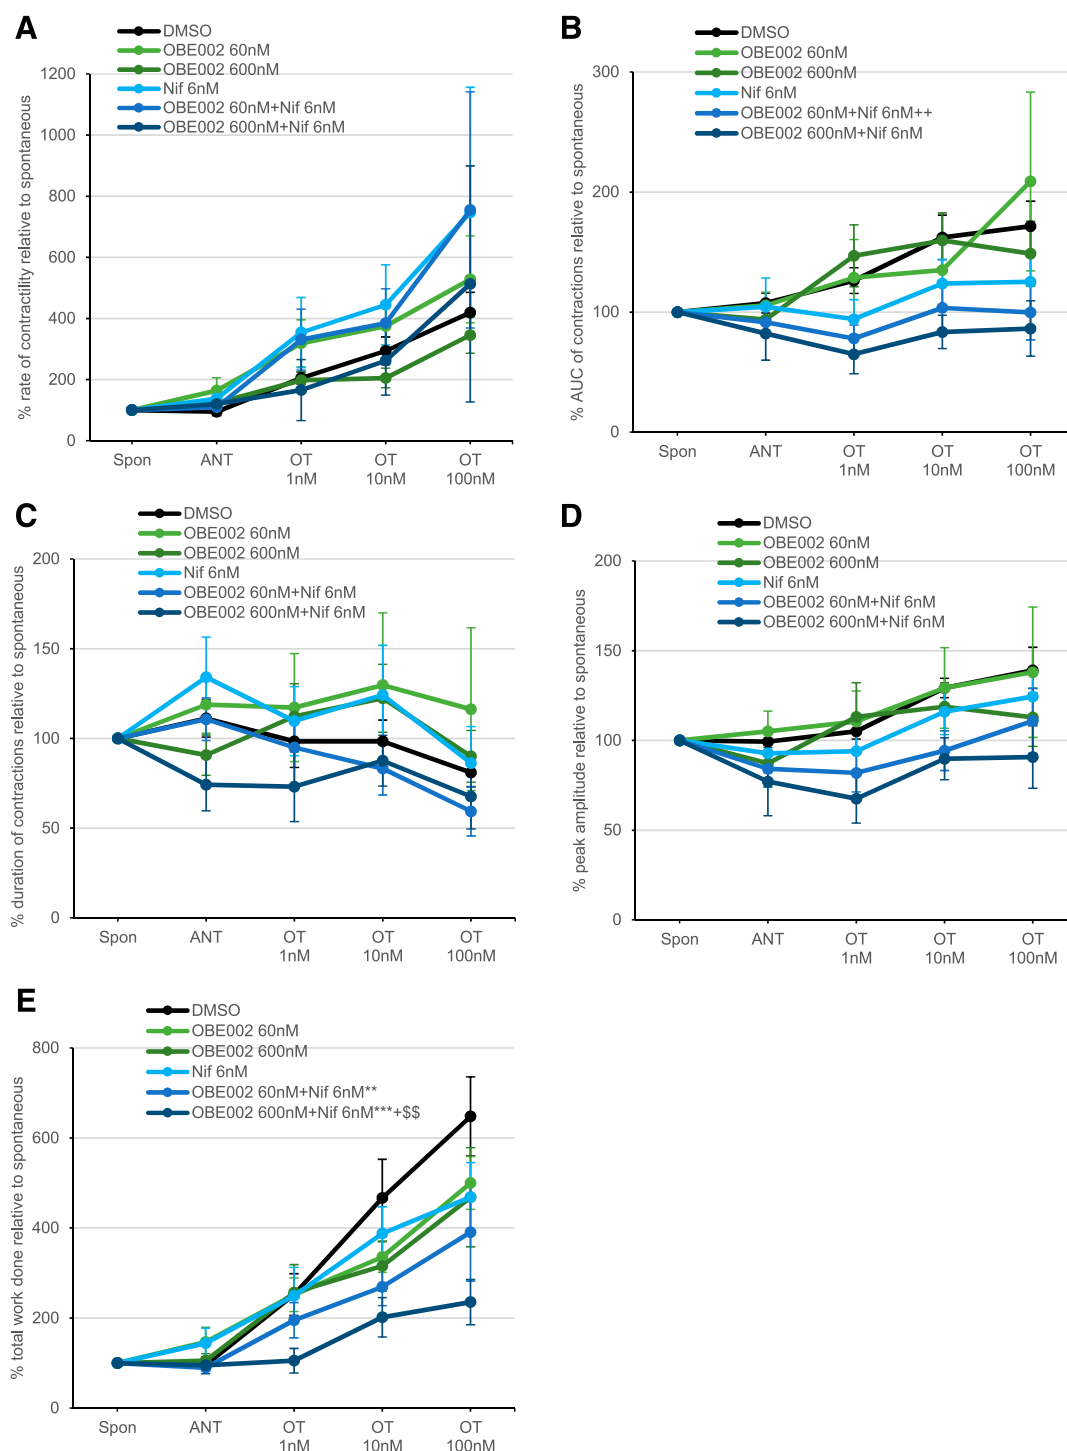 A
DMSO
OBE002 60nM
OBE002 600nM
Nif 6nM
OBE002 60nM+Nif 6nM
OBE002 600nM+Nif 6nM
% rate of contractility relative to spontaneous
1200
1000
800
600
400
200
0
Spon
ANT
OT
1nM
OT
10nM
OT
100nM
B
DMSO
OBE002 60nM
OBE002 600nM
Nif 6nM
OBE002 60nM+Nif 6nM++
OBE002 600nM+Nif 6nM
% AUC of contractions relative to spontaneous
300
200
100
0
Spon
ANT
OT
1nM
OT
10nM
OT
100nM
C
DMSO
OBE002 60nM
OBE002 600nM
Nif 6nM
OBE002 60nM+Nif 6nM
OBE002 600nM+Nif 6nM
% duration of contractions relative to spontaneous
200
150
100
50
0
Spon
ANT
OT
1nM
OT
10nM
OT
100nM
D
DMSO
OBE002 60nM
OBE002 600nM
Nif 6nM
OBE002 60nM+Nif 6nM
OBE002 600nM+Nif 6nM
% peak amplitude relative to spontaneous
200
150
100
50
0
Spon
ANT
OT
1nM
OT
10nM
OT
100nM
E
DMSO
OBE002 60nM
OBE002 600nM
Nif 6nM
OBE002 60nM+Nif 6nM**
OBE002 600nM+Nif 6nM***+$$
% total work done relative to spontaneous
800
600
400
200
0
Spon
ANT
OT
1nM
OT
10nM
OT
100nM